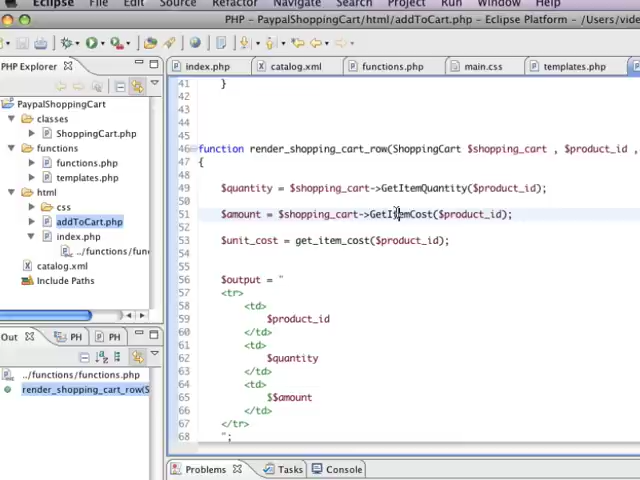 Eclipse File Edit Source Refactor Navigate Search Project Run Window Help
PHP - PaypalShoppingCart/html/addToCart.php - Eclipse Platform - /Users/vide
PHP Explorer
index.php catalog.xml functions.php main.css templates.php
PaypalShoppingCart
classes
ShoppingCart.php
functions
functions.php
templates.php
html
css
addToCart.php
index.php
../functions/
catalog.xml
Include Paths
Out PH PH
../functions/functions.php
render_shopping_cart_row(S
41 }
42
43
44
45
46 function render_shopping_cart_row(ShoppingCart $shopping_cart , $product_id ,
47 {
48
49 $quantity = $shopping_cart->GetItemQuantity($product_id);
50
51 $amount = $shopping_cart->GetItemCost($product_id);
52
53 $unit_cost = get_item_cost($product_id);
54
55
56 $output = "
57 <tr>
58 <td>
59 $product_id
60 </td>
61 <td>
62 $quantity
63 </td>
64 <td>
65 $$amount
66 </td>
67 </tr>
68 ";
Problems Tasks Console